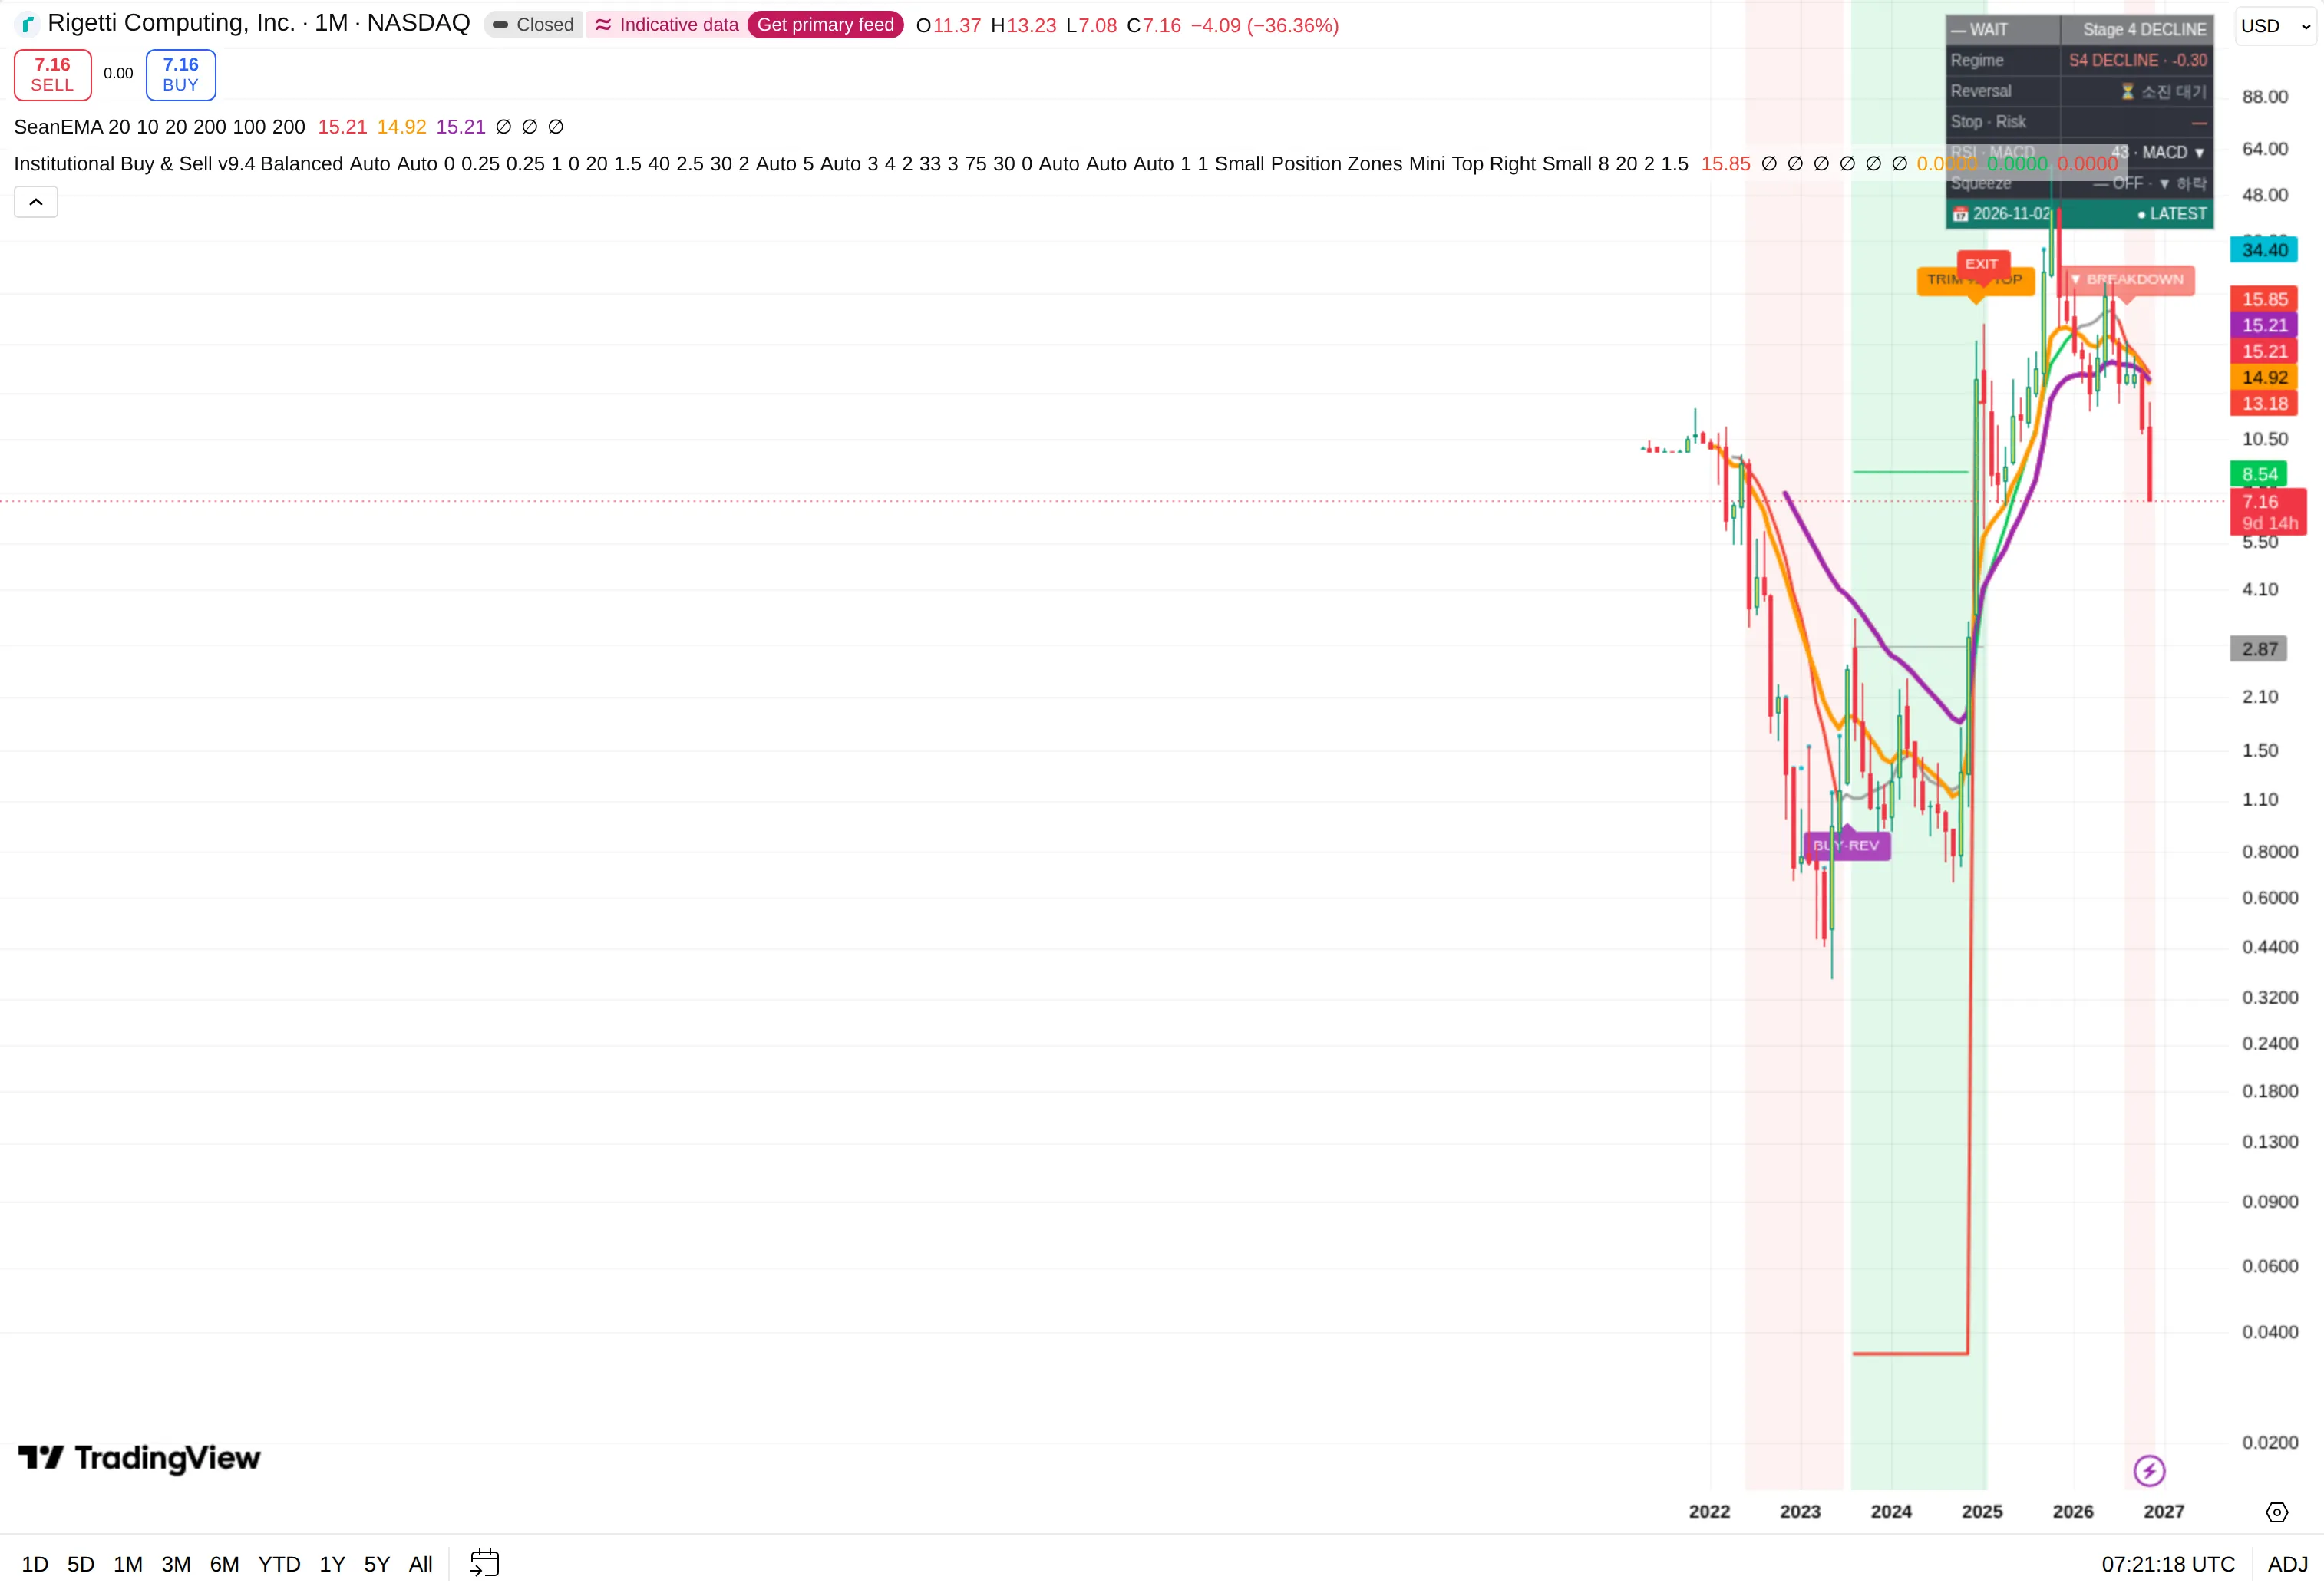 Rigetti Computing, Inc. · 1M · NASDAQ Closed Indicative data Get primary feed O11.37 H13.23 L7.08 C7.16 −4.09 (−36.36%)
7.16 SELL 0.00 7.16 BUY
SeanEMA 20 10 20 200 100 200 15.21 14.92 15.21 ∅ ∅ ∅
Institutional Buy & Sell v9.4 Balanced Auto Auto 0 0.25 0.25 1 0 20 1.5 40 2.5 30 2 Auto 5 Auto 3 4 2 33 3 75 30 0 Auto Auto Auto 1 1 Small Position Zones Mini Top Right Small 8 20 2 1.5 15.85 ∅ ∅ ∅ ∅ ∅ ∅ 0.0000 0.0000 0.0000
— WAIT Stage 4 DECLINE
Regime S4 DECLINE · -0.30
Reversal ⏳ 소진 대기
Stop · Risk —
RSI · MACD 43 · MACD ▼
Squeeze — OFF · ▼ 하락
📅 2026-11-02 ● LATEST
USD
88.00
64.00
48.00
34.40
15.85
15.21
15.21
14.92
13.18
10.50
8.54
7.16
9d 14h
5.50
4.10
2.87
2.10
1.50
1.10
0.8000
0.6000
0.4400
0.3200
0.2400
0.1800
0.1300
0.0900
0.0600
0.0400
0.0200
EXIT
TRIM TOP
▼ BREAKDOWN
BUY-REV
TradingView
2022 2023 2024 2025 2026 2027
1D 5D 1M 3M 6M YTD 1Y 5Y All
07:21:18 UTC ADJ